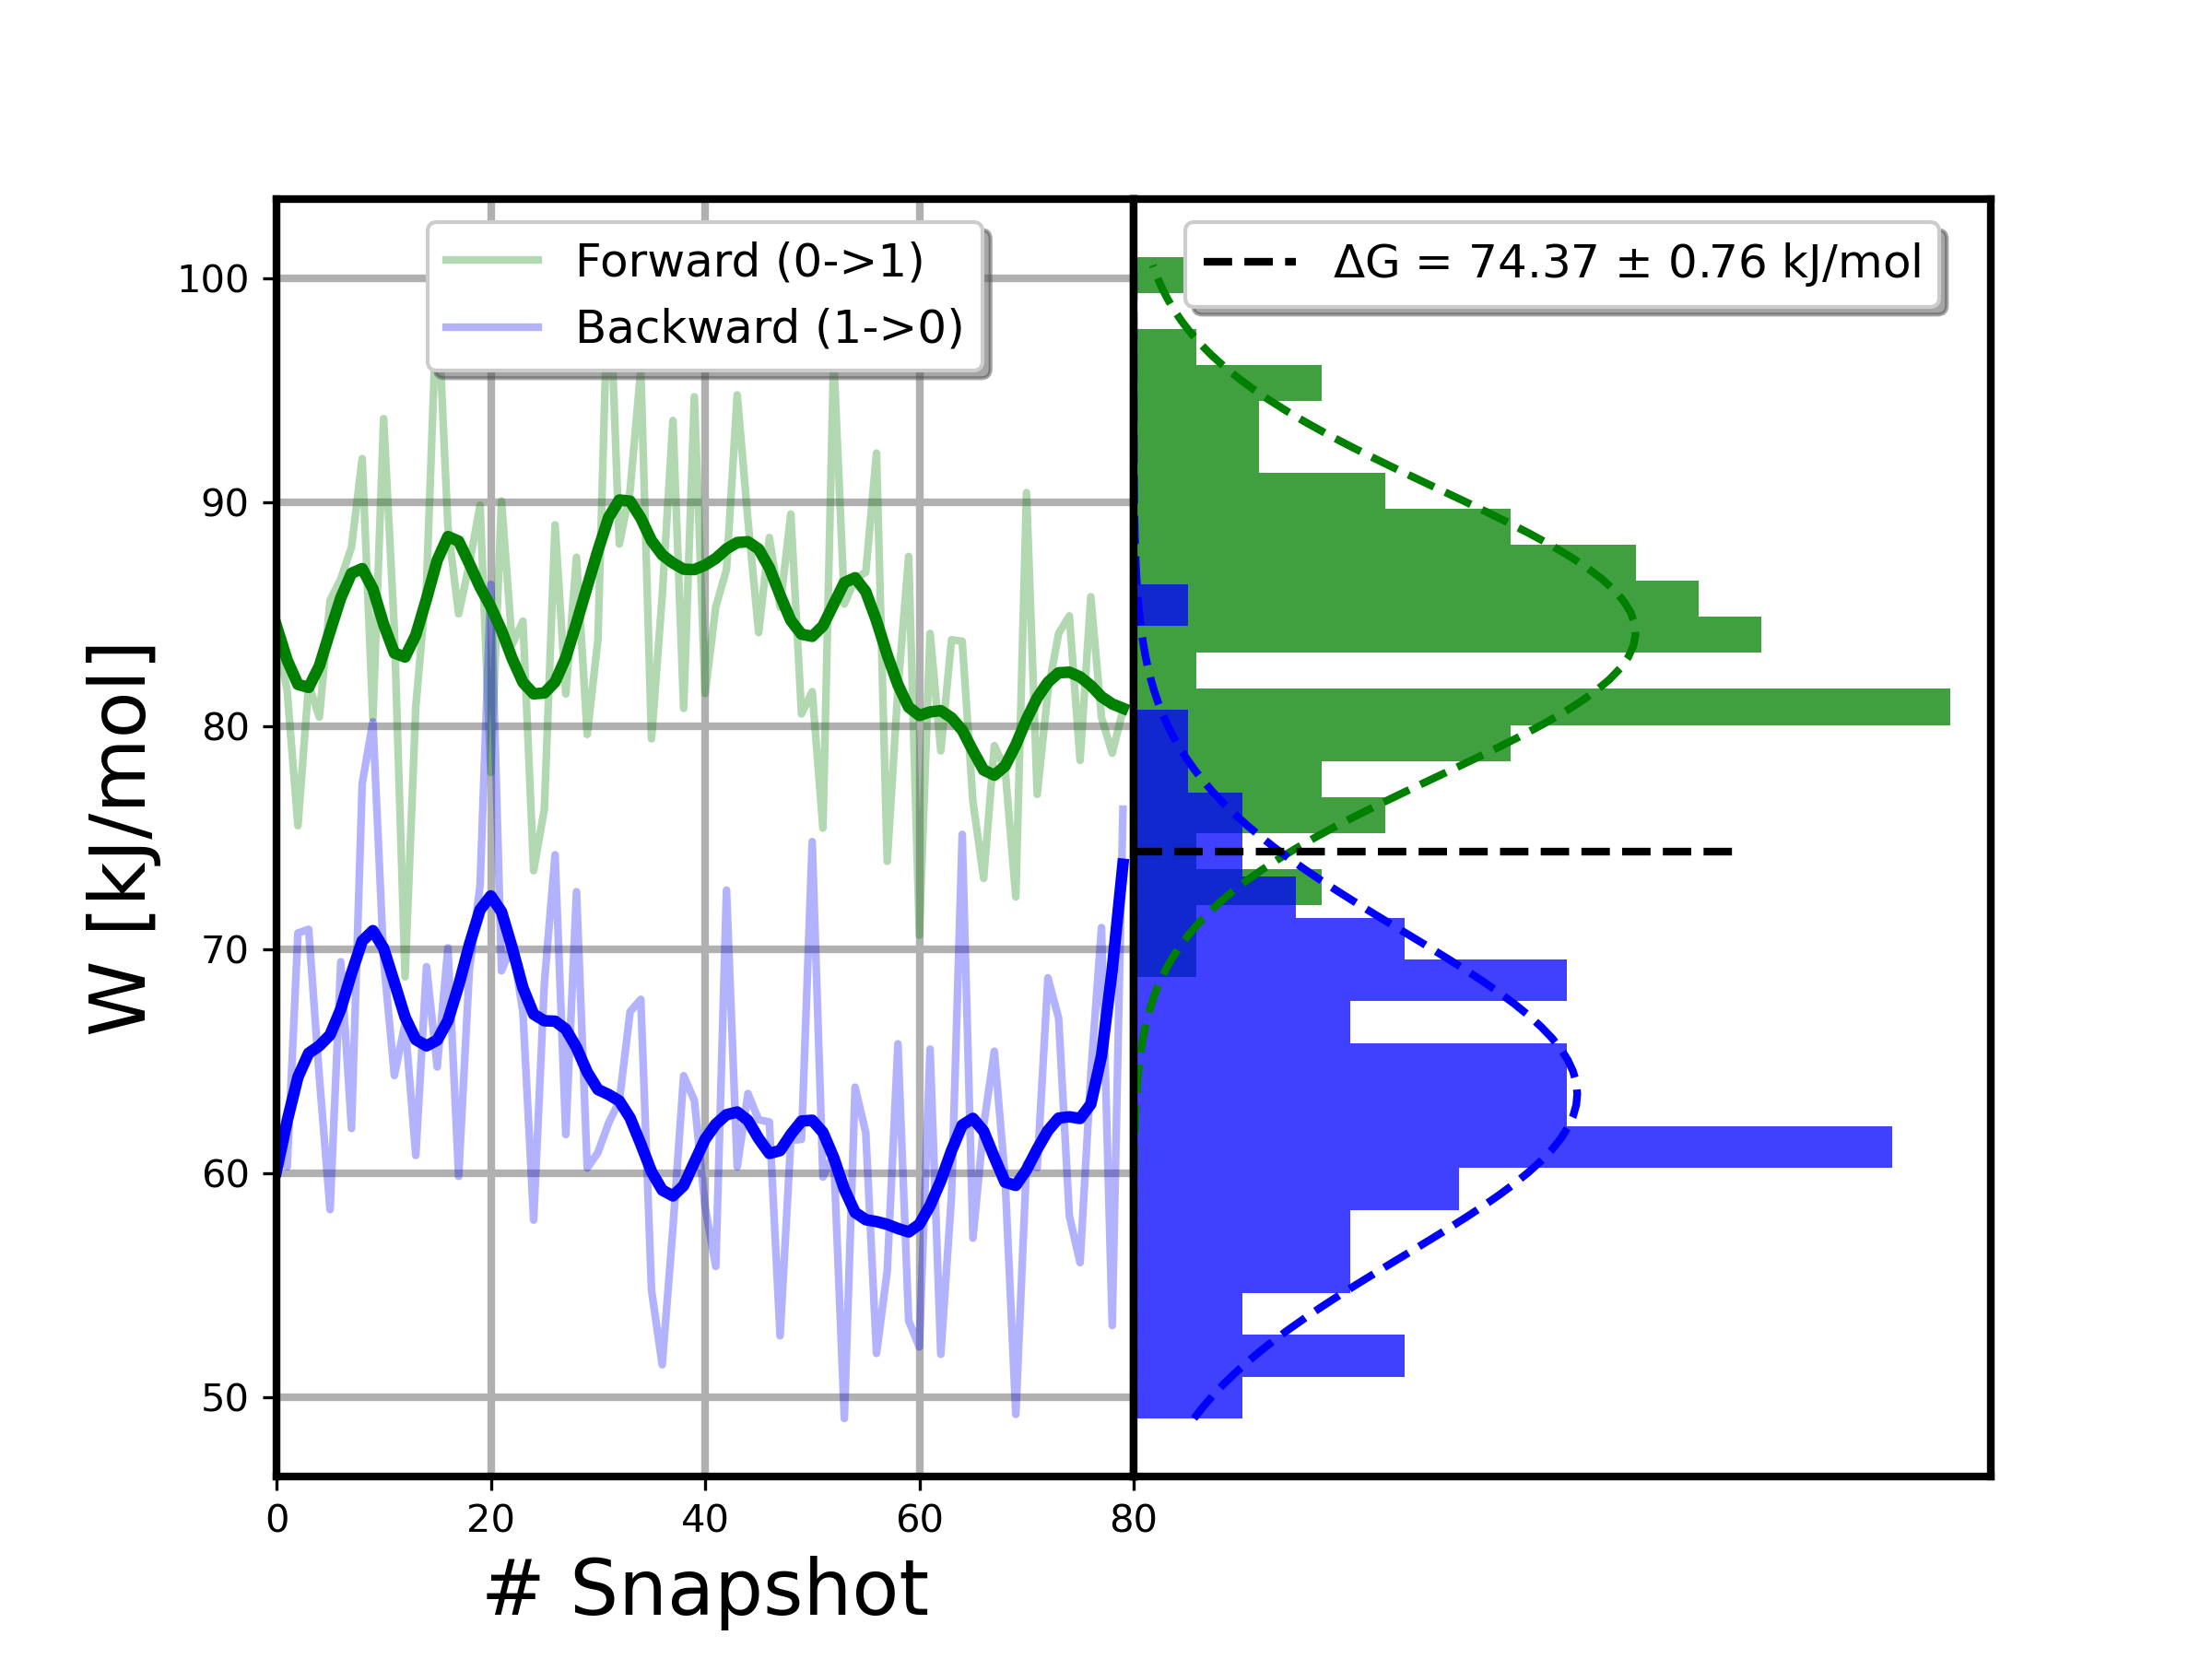 Forward (0->1)
Backward (1->0)
ΔG = 74.37 ± 0.76 kJ/mol
100
90
80
70
60
50
W [kJ/mol]
0 20 40 60 80
# Snapshot